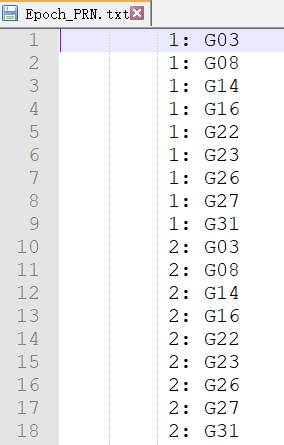 Epoch_PRN.txt
1 1: G03
2 1: G08
3 1: G14
4 1: G16
5 1: G22
6 1: G23
7 1: G26
8 1: G27
9 1: G31
10 2: G03
11 2: G08
12 2: G14
13 2: G16
14 2: G22
15 2: G23
16 2: G26
17 2: G27
18 2: G31